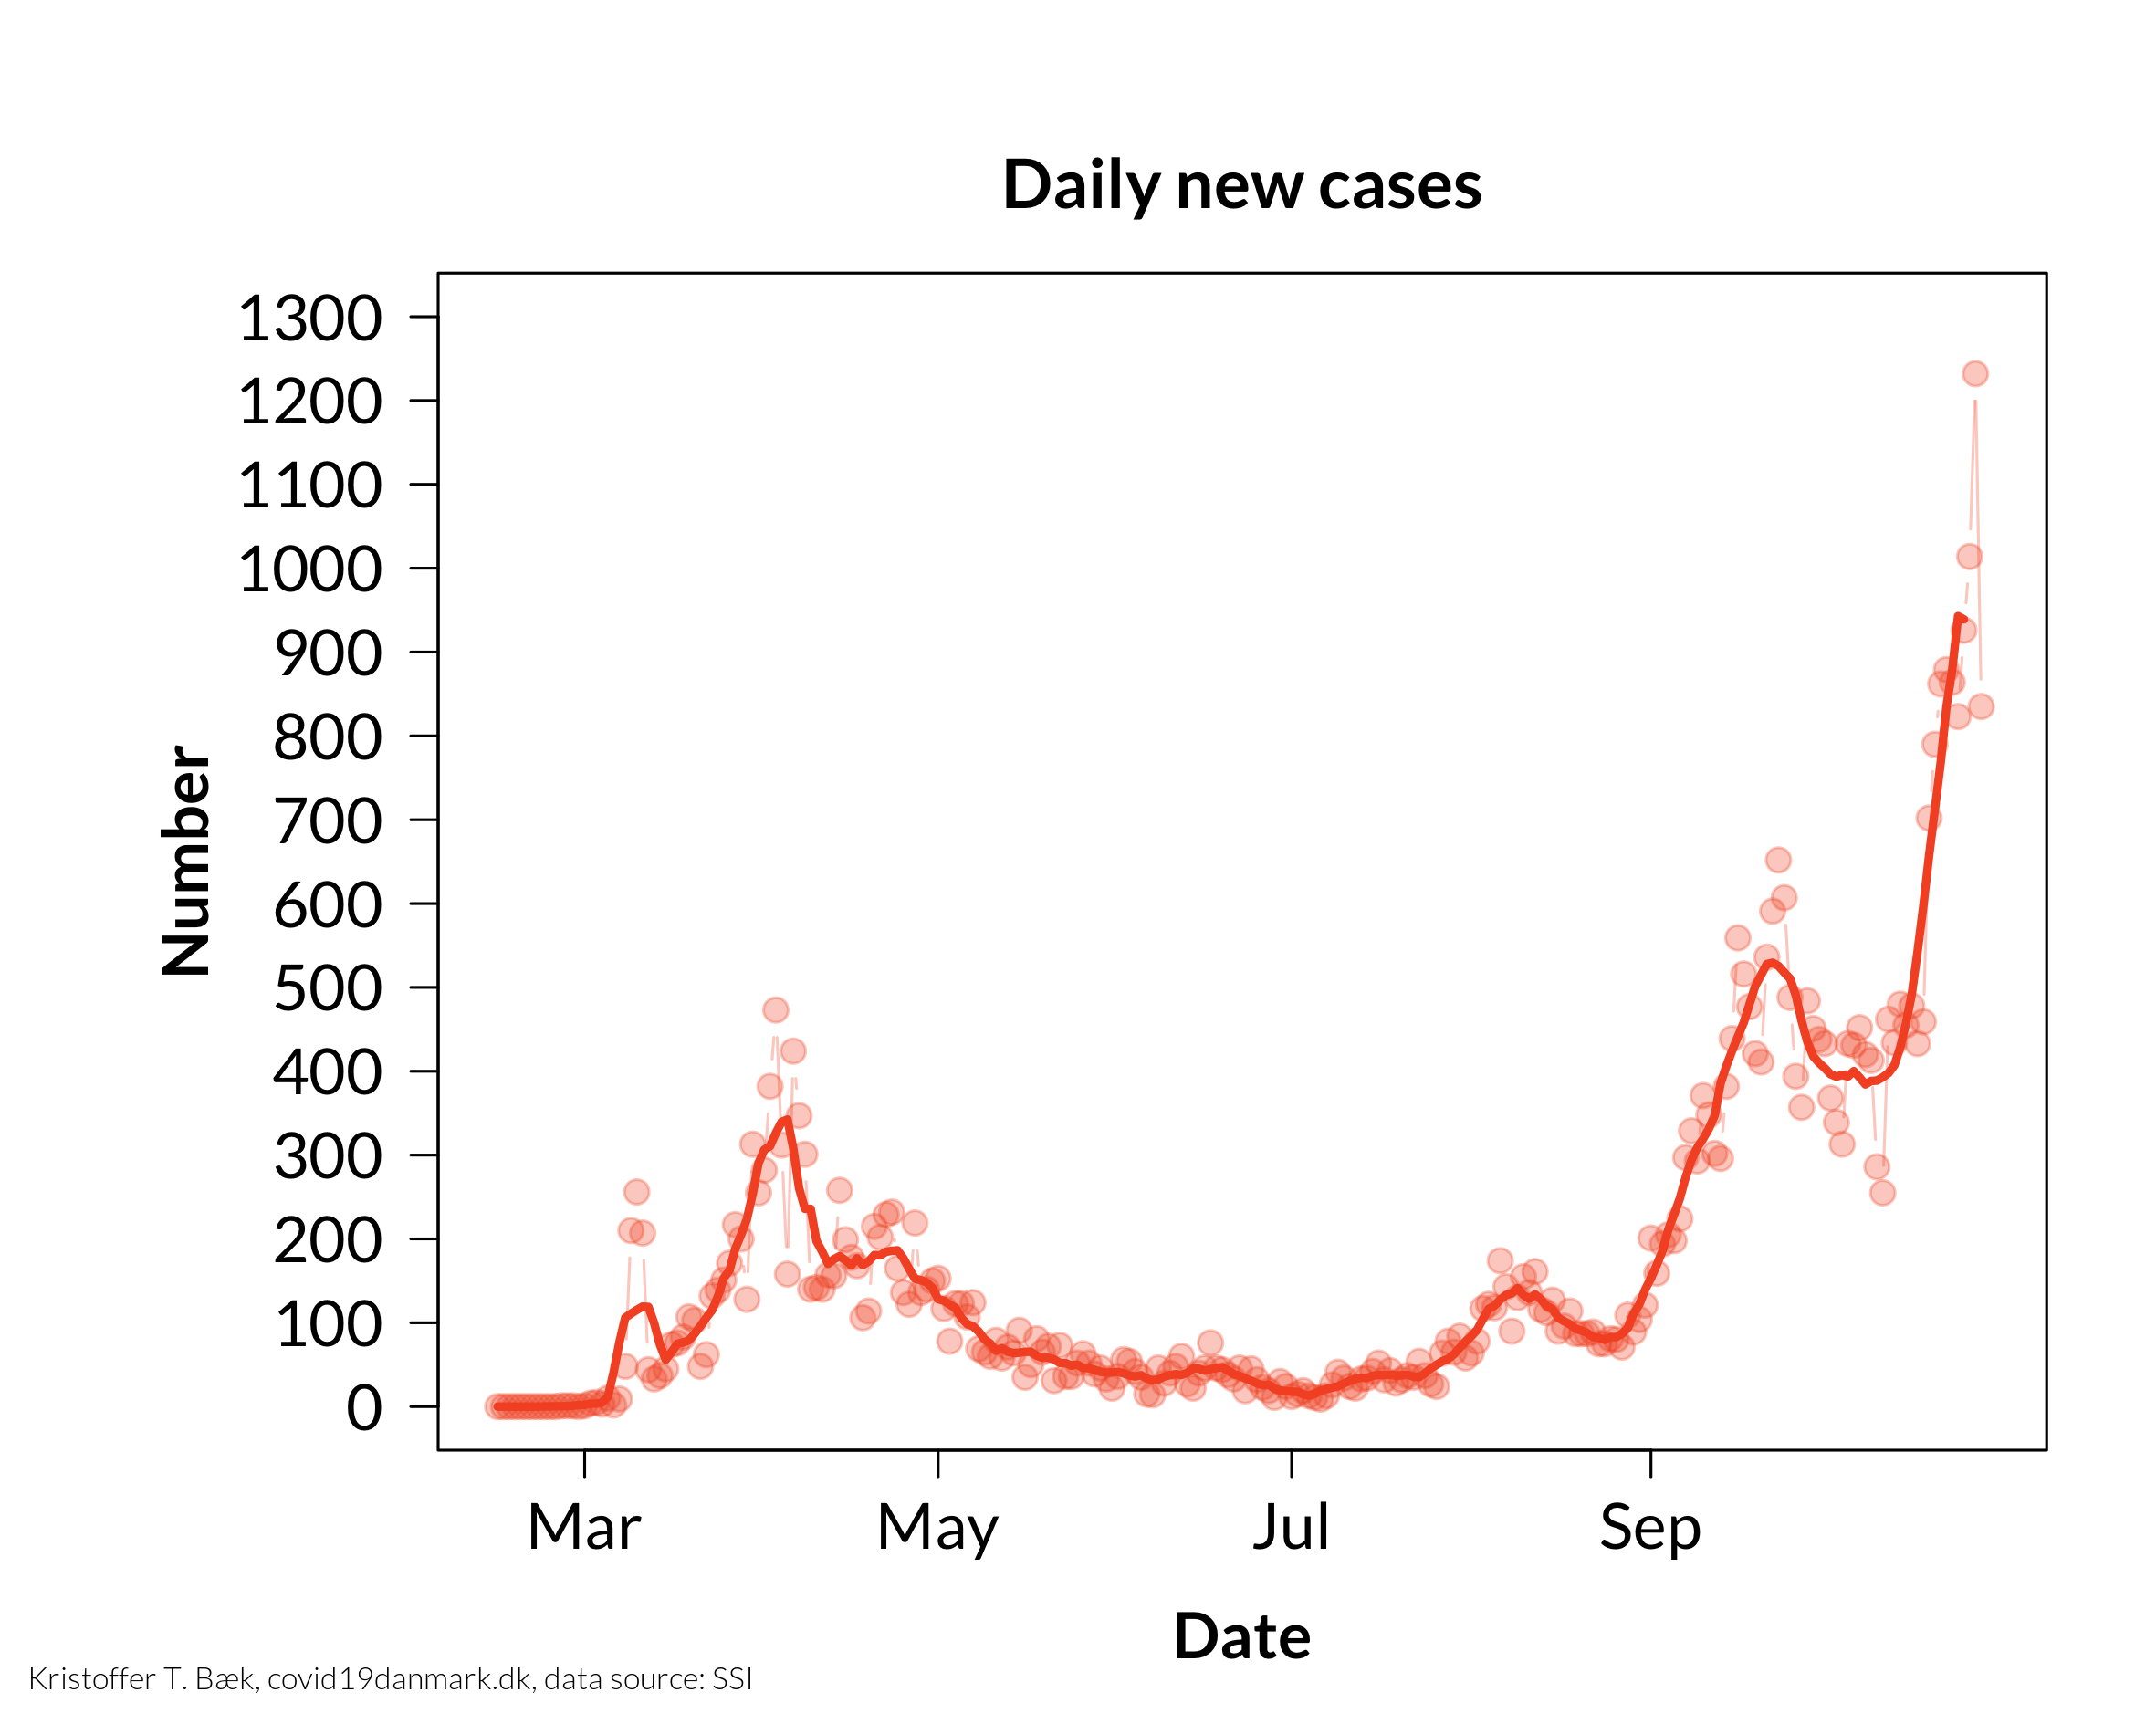 Daily new cases
1300
1200
1100
1000
900
800
700
600
500
400
300
200
100
0
Number
Mar May Jul Sep
Date
Kristoffer T. Bæk, covid19danmark.dk, data source: SSI